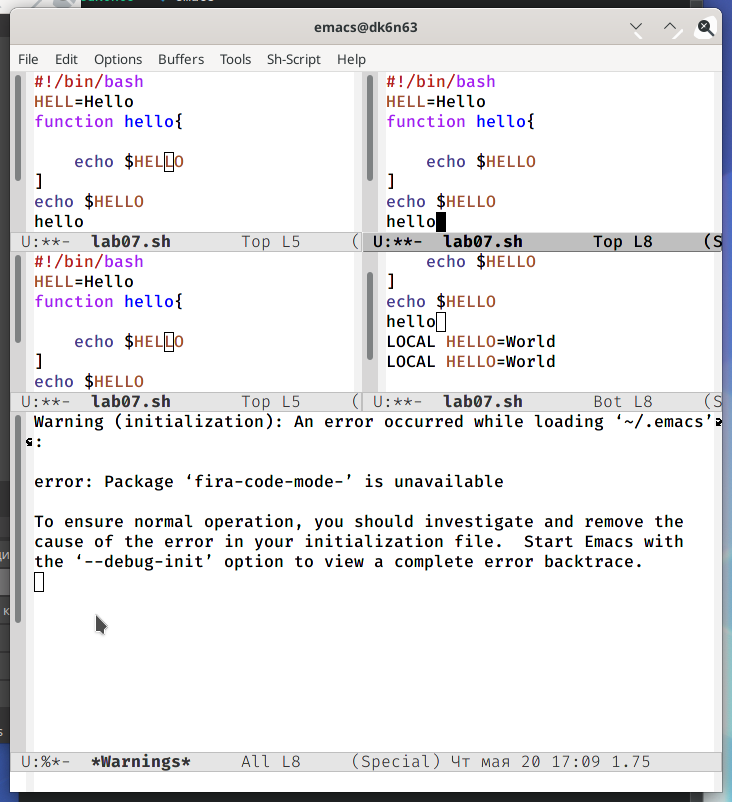 emacs@dk6n63
File Edit Options Buffers Tools Sh-Script Help
#!/bin/bash
HELL=Hello
function hello{
echo $HELLO
]
echo $HELLO
hello
U:**- lab07.sh Top L5 (
#!/bin/bash
HELL=Hello
function hello{
echo $HELLO
]
echo $HELLO
hello
U:**- lab07.sh Top L8 (S
#!/bin/bash
HELL=Hello
function hello{
echo $HELLO
]
echo $HELLO
U:**- lab07.sh Top L5 (
echo $HELLO
]
echo $HELLO
hello
LOCAL HELLO=World
LOCAL HELLO=World
U:**- lab07.sh Bot L8 (S
Warning (initialization): An error occurred while loading ‘~/.emacs’
:
error: Package ‘fira-code-mode-’ is unavailable
To ensure normal operation, you should investigate and remove the
cause of the error in your initialization file. Start Emacs with
the ‘--debug-init’ option to view a complete error backtrace.
U:%*- *Warnings* All L8 (Special) Чт мая 20 17:09 1.75